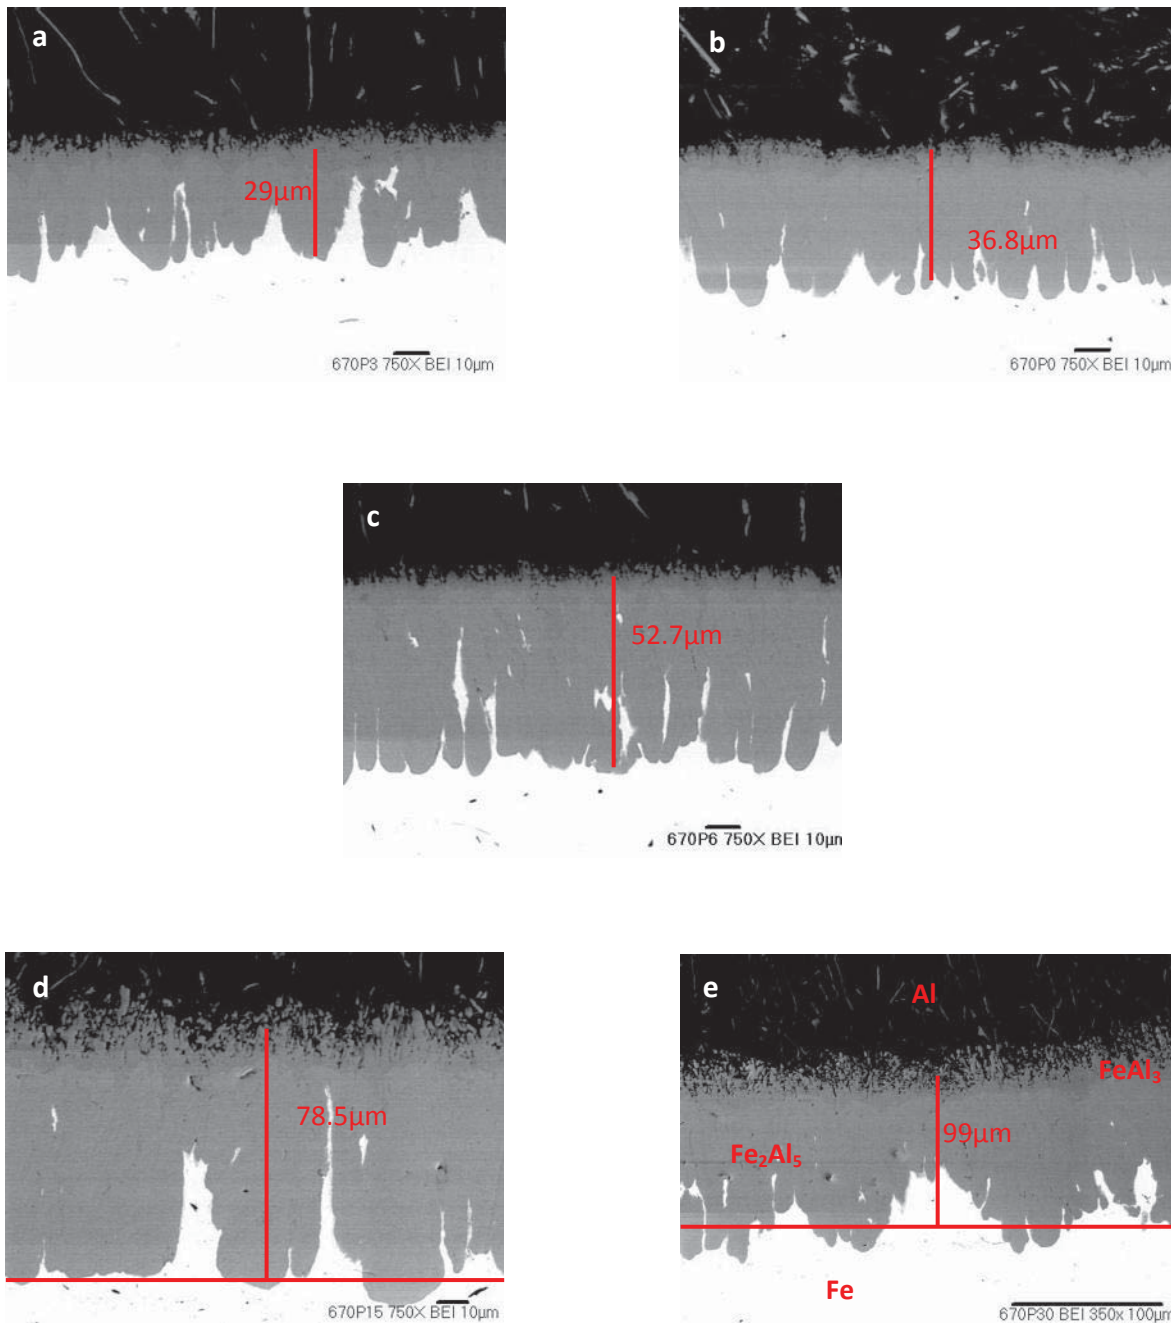 a
29µm
670P3 750X BEI 10µm
b
36.8µm
670P0 750X BEI 10µm
c
52.7µm
670P6 750X BEI 10µm
d
78.5µm
670P15 750X BEI 10µm
e
Al
FeAl₃
99µm
Fe₂Al₅
Fe
670P30 BEI 350x 100µm